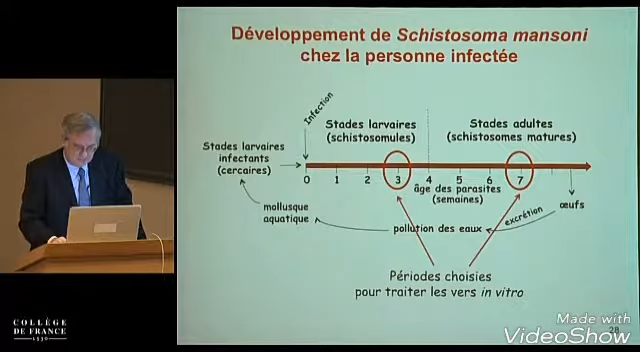 Développement de Schistosoma mansoni
chez la personne infectée
Infection
Stades larvaires
(schistosomules)
Stades adultes
(schistosomes matures)
Stades larvaires
infectants
(cercaires)
0 1 2 3 4 5 6 7
âge des parasites
(semaines)
œufs
excrétion
pollution des eaux
mollusque
aquatique
Périodes choisies
pour traiter les vers in vitro
COLLÈGE
DE FRANCE
1530
28
Made with
VideoShow